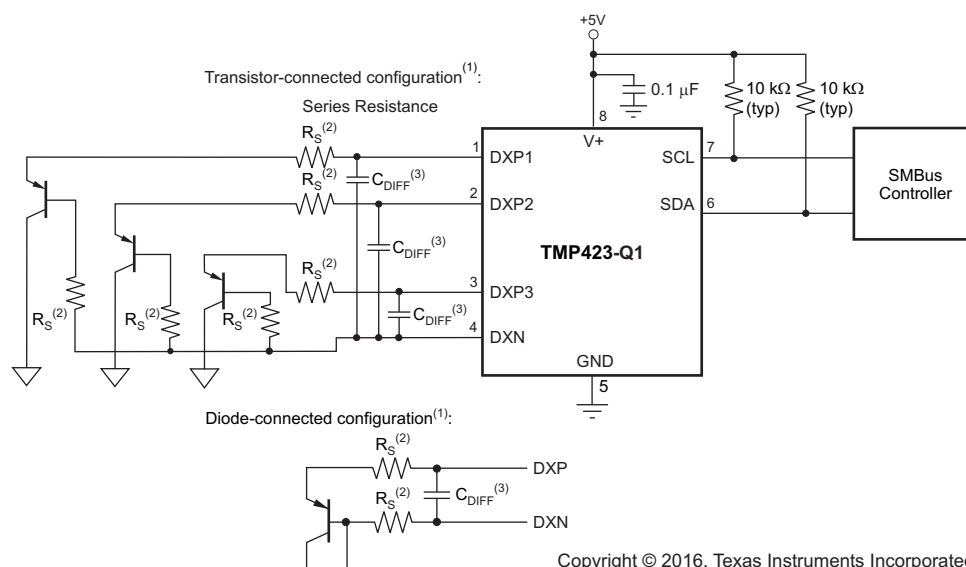 +5V
Transistor-connected configuration(1):
Series Resistance
0.1 μF
10 kΩ
(typ)
10 kΩ
(typ)
8
V+
RS(2)
1
DXP1
SCL
7
CDIFF(3)
RS(2)
2
DXP2
SDA
6
SMBus
Controller
CDIFF(3)
TMP423-Q1
RS(2)
3
DXP3
RS(2)
RS(2)
RS(2)
CDIFF(3)
4
DXN
GND
5
Diode-connected configuration(1):
RS(2)
DXP
RS(2)
CDIFF(3)
DXN
Copyright © 2016, Texas Instruments Incorporated